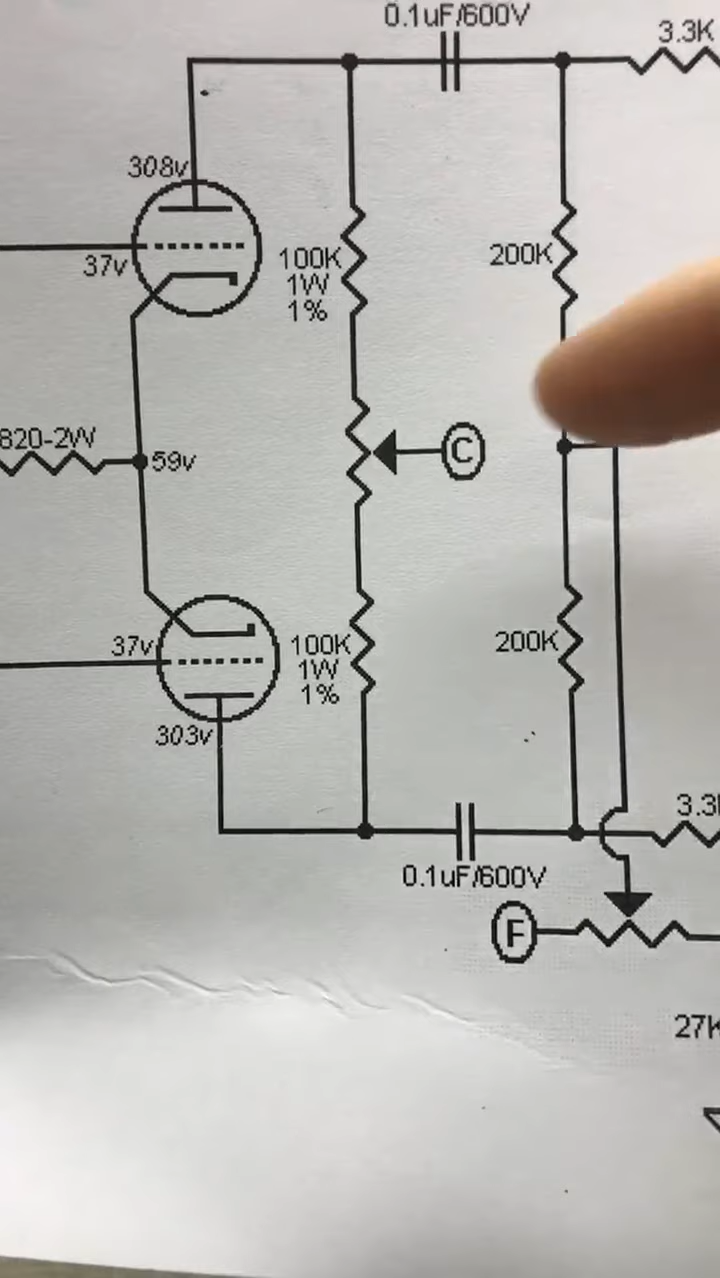 0.1uF/600V
3.3K
308v
37v
100K
1W
1%
200K
820-2W
59v
C
37v
100K
1W
1%
200K
303v
3.3
0.1uF/600V
F
27K